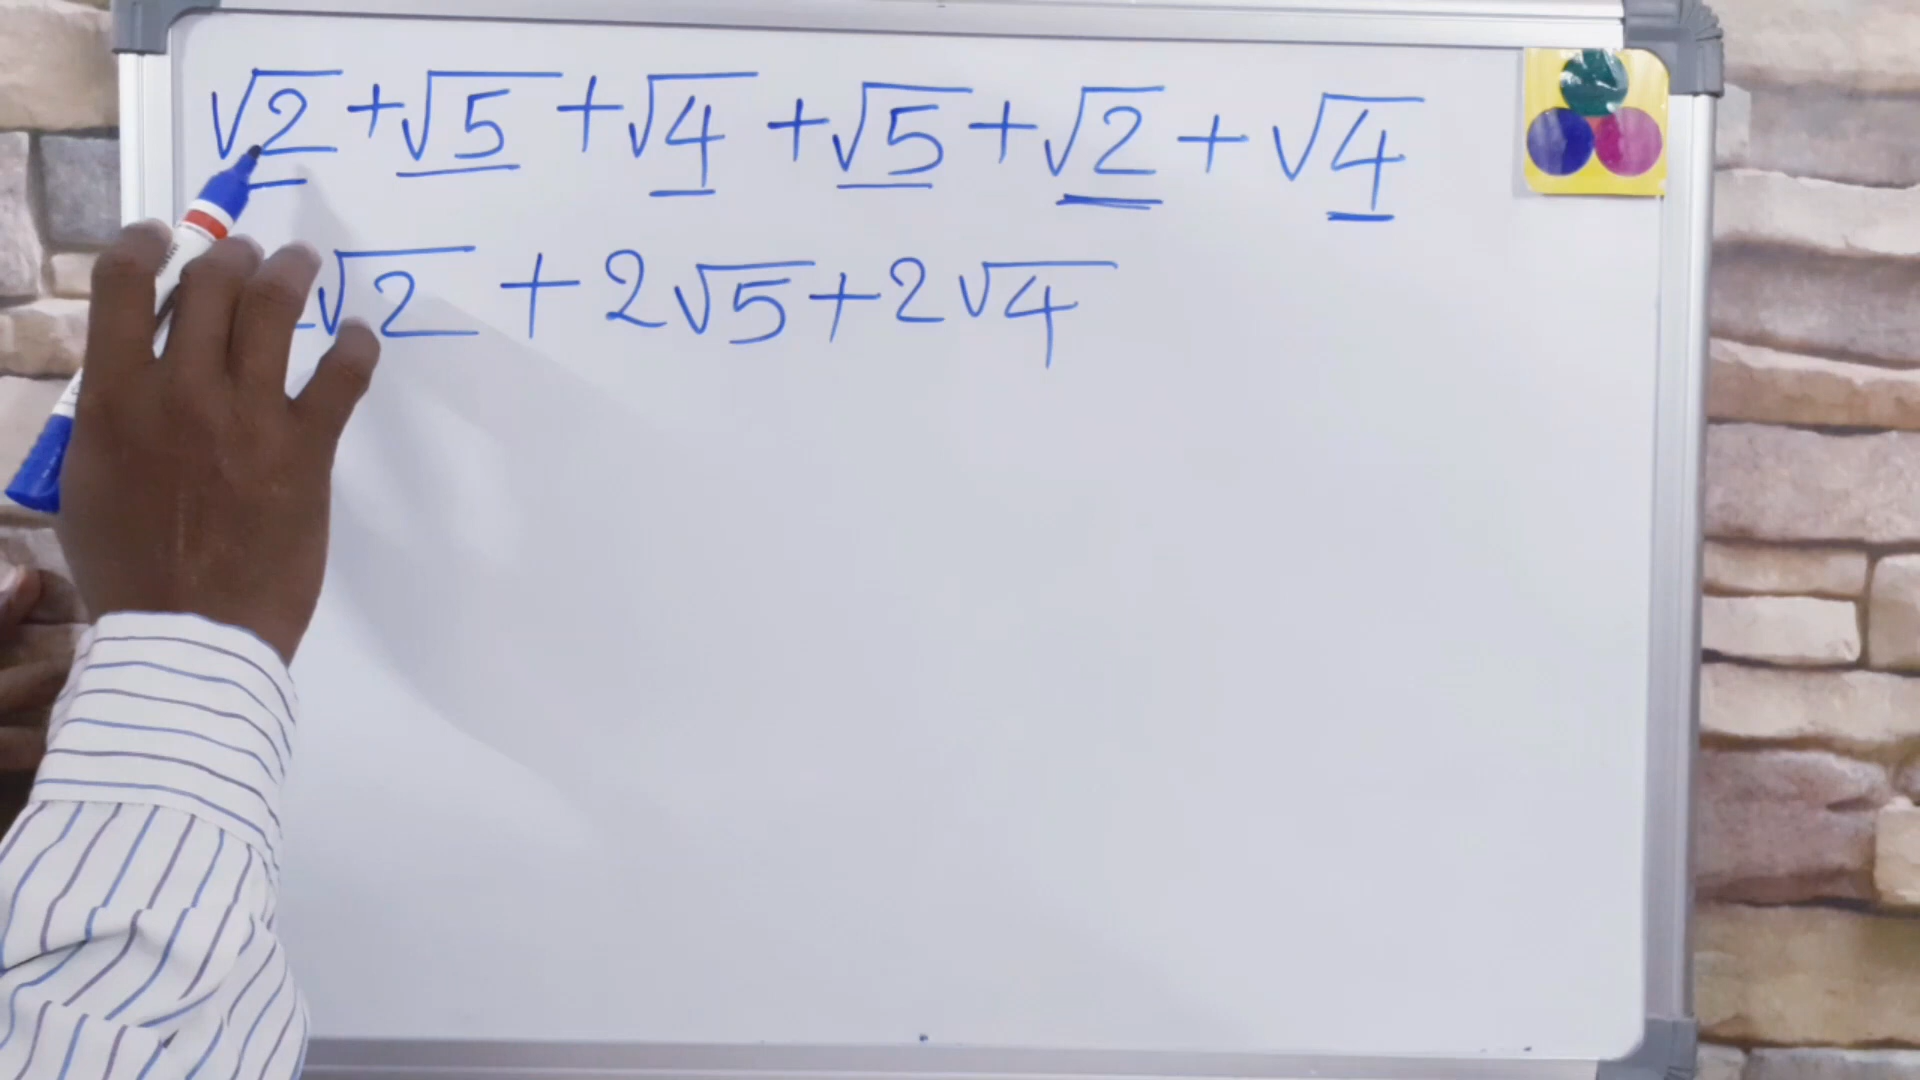 √2 + √5 + √4 + √5 + √2 + √4
√2 + 2√5 + 2√4